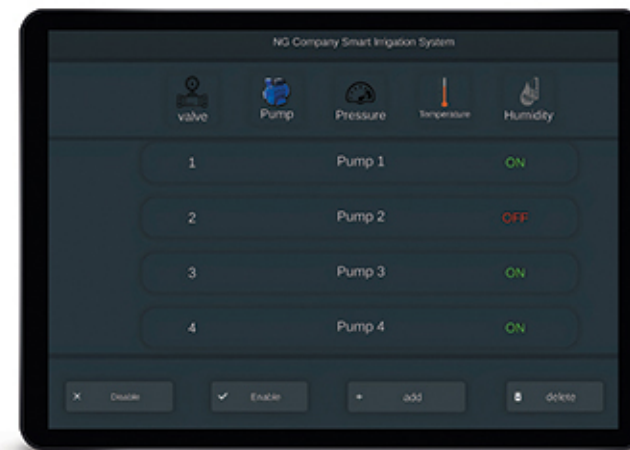 NG Company Smart Irrigation System
valve Pump Pressure Temperature Humidity
1 Pump 1 ON
2 Pump 2 OFF
3 Pump 3 ON
4 Pump 4 ON
Disable Enable add delete